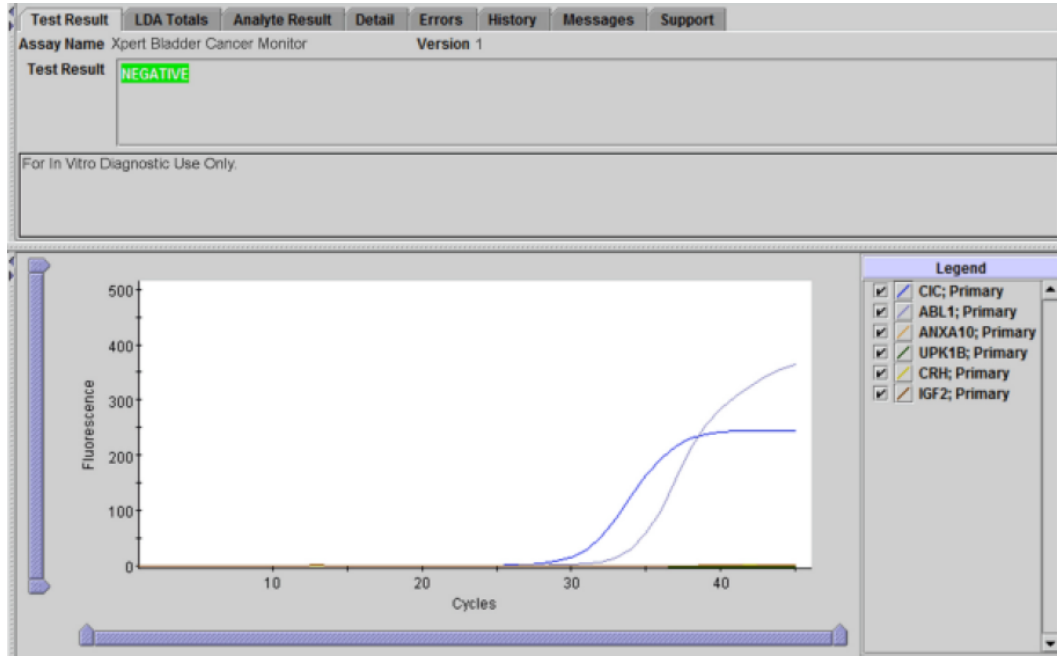 Test Result LDA Totals Analyte Result Detail Errors History Messages Support
Assay Name Xpert Bladder Cancer Monitor Version 1
Test Result NEGATIVE
For In Vitro Diagnostic Use Only.
Legend
CIC; Primary
ABL1; Primary
ANXA10; Primary
UPK1B; Primary
CRH; Primary
IGF2; Primary
500
400
300
200
100
0
Fluorescence
10 20 30 40
Cycles